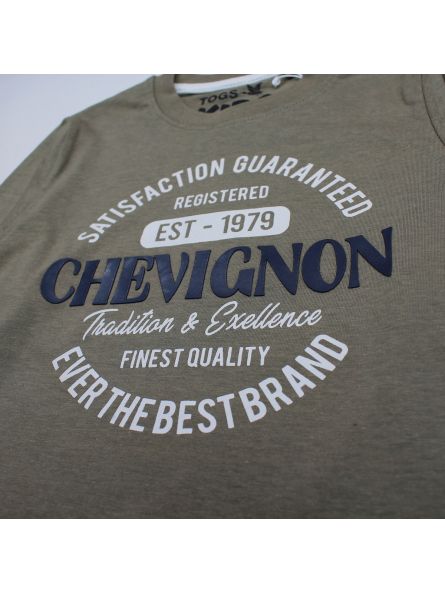 TOGS
SATISFACTION GUARANTEED
REGISTERED
EST - 1979
CHEVIGNON
Tradition & Exellence
FINEST QUALITY
EVER THE BEST BRAND